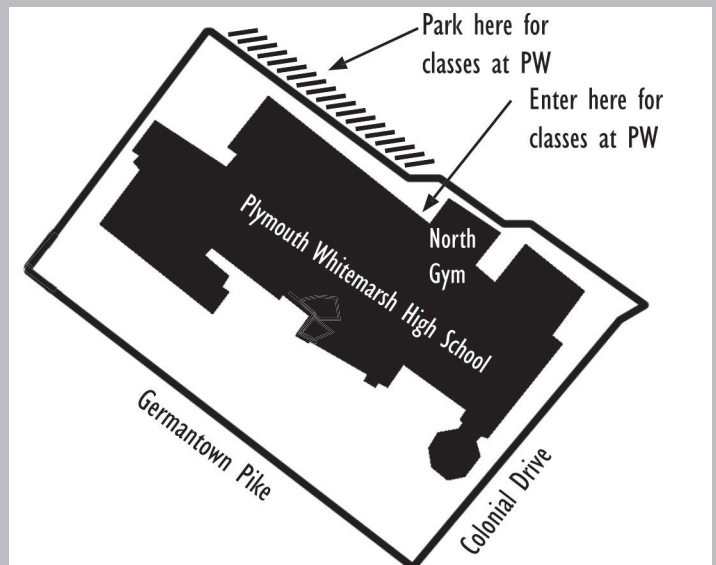 Park here for
classes at PW
Enter here for
classes at PW
North
Gym
Plymouth Whitemarsh High School
Germantown Pike
Colonial Drive